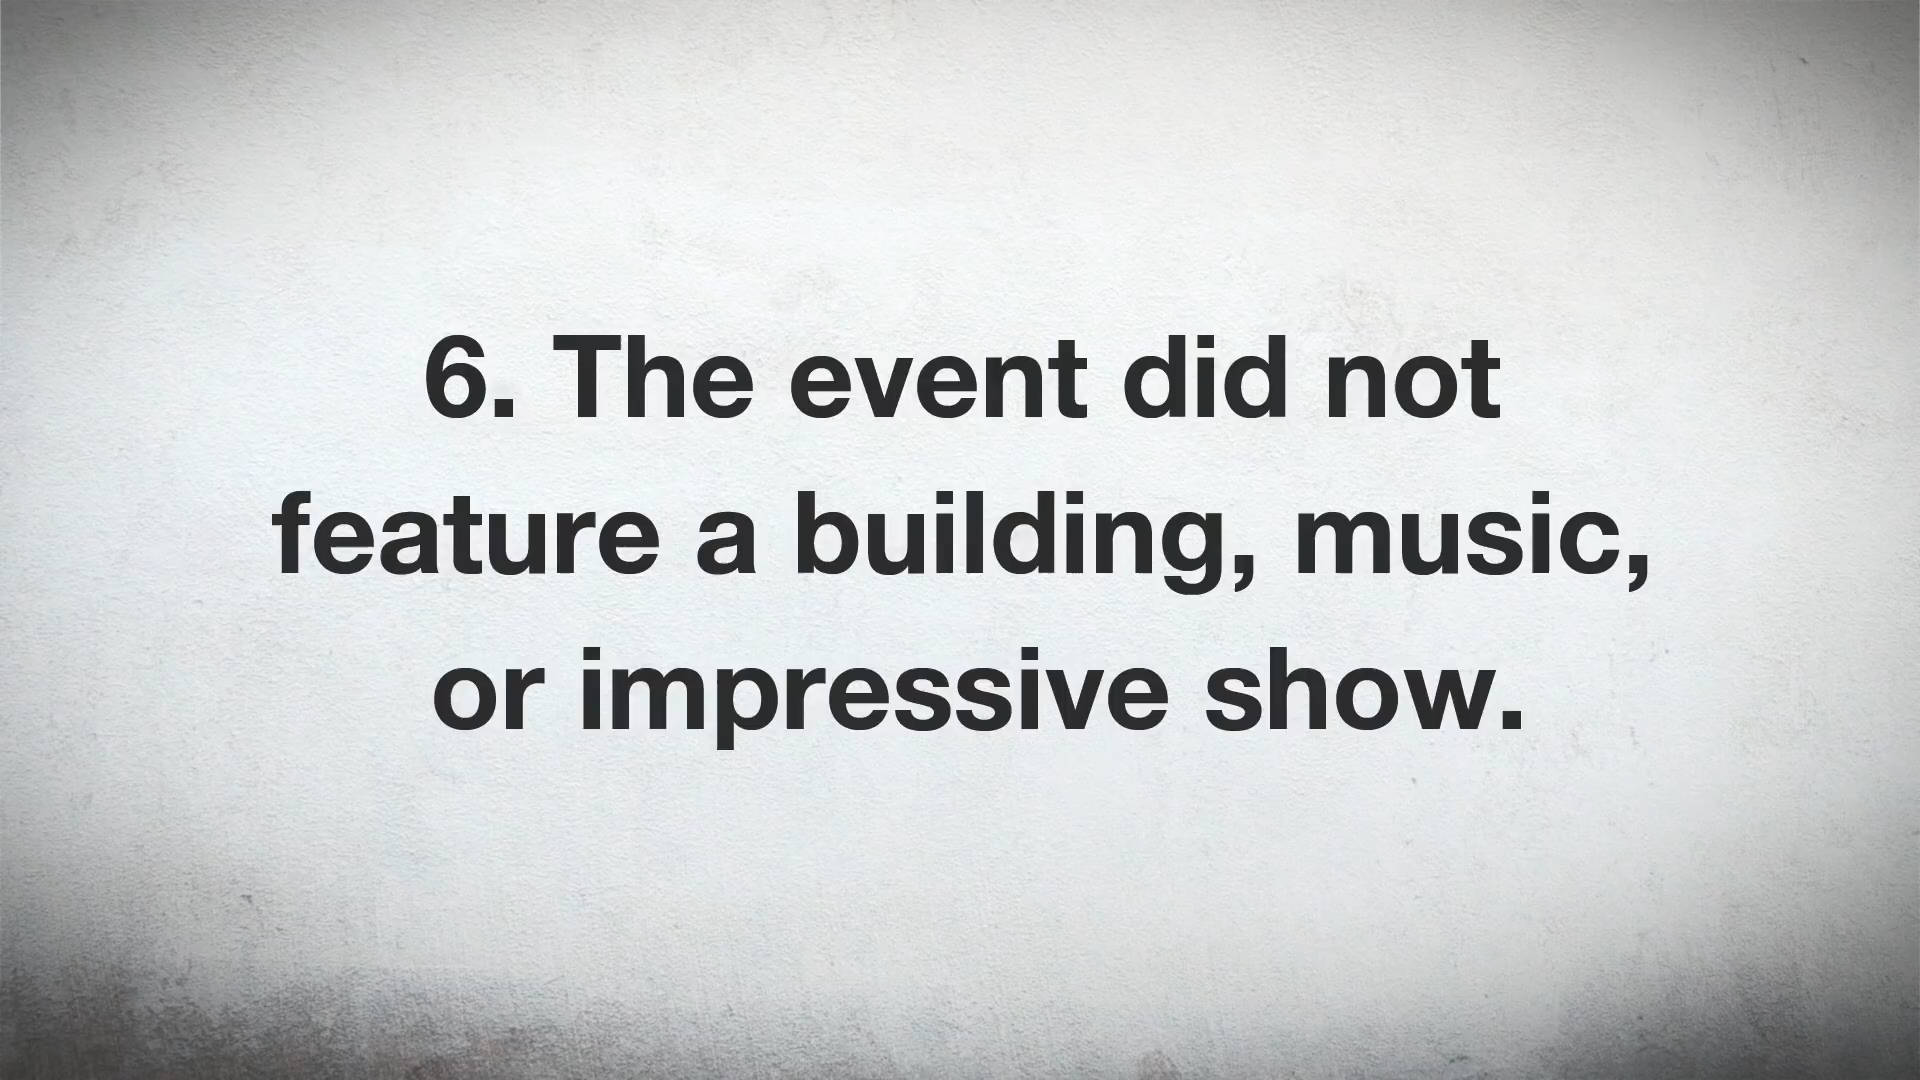 6. The event did not
feature a building, music,
or impressive show.